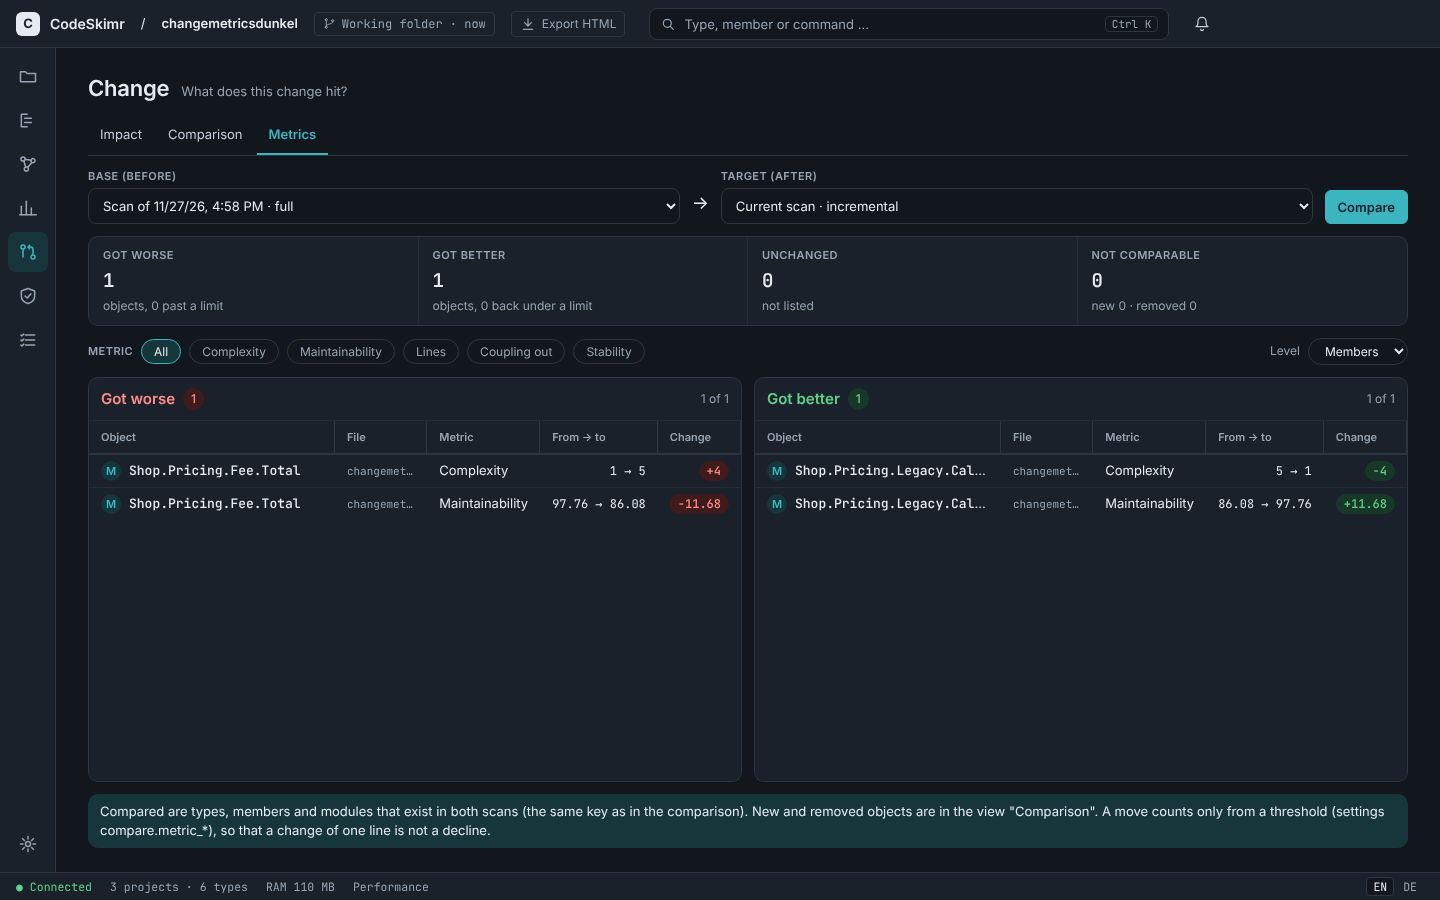 C CodeSkimr / changemetricsdunkel Working folder · now Export HTML Type, member or command ... Ctrl K
Change What does this change hit?
Impact Comparison Metrics
BASE (BEFORE) TARGET (AFTER)
Scan of 11/27/26, 4:58 PM · full → Current scan · incremental Compare
GOT WORSE GOT BETTER UNCHANGED NOT COMPARABLE
1 1 0 0
objects, 0 past a limit objects, 0 back under a limit not listed new 0 · removed 0
METRIC All Complexity Maintainability Lines Coupling out Stability Level Members
Got worse 1 1 of 1
Object File Metric From → to Change
M Shop.Pricing.Fee.Total changemet… Complexity 1 → 5 +4
M Shop.Pricing.Fee.Total changemet… Maintainability 97.76 → 86.08 -11.68
Got better 1 1 of 1
Object File Metric From → to Change
M Shop.Pricing.Legacy.Cal… changemet… Complexity 5 → 1 -4
M Shop.Pricing.Legacy.Cal… changemet… Maintainability 86.08 → 97.76 +11.68
Compared are types, members and modules that exist in both scans (the same key as in the comparison). New and removed objects are in the view "Comparison". A move counts only from a threshold (settings
compare.metric_*), so that a change of one line is not a decline.
Connected 3 projects · 6 types RAM 110 MB Performance EN DE